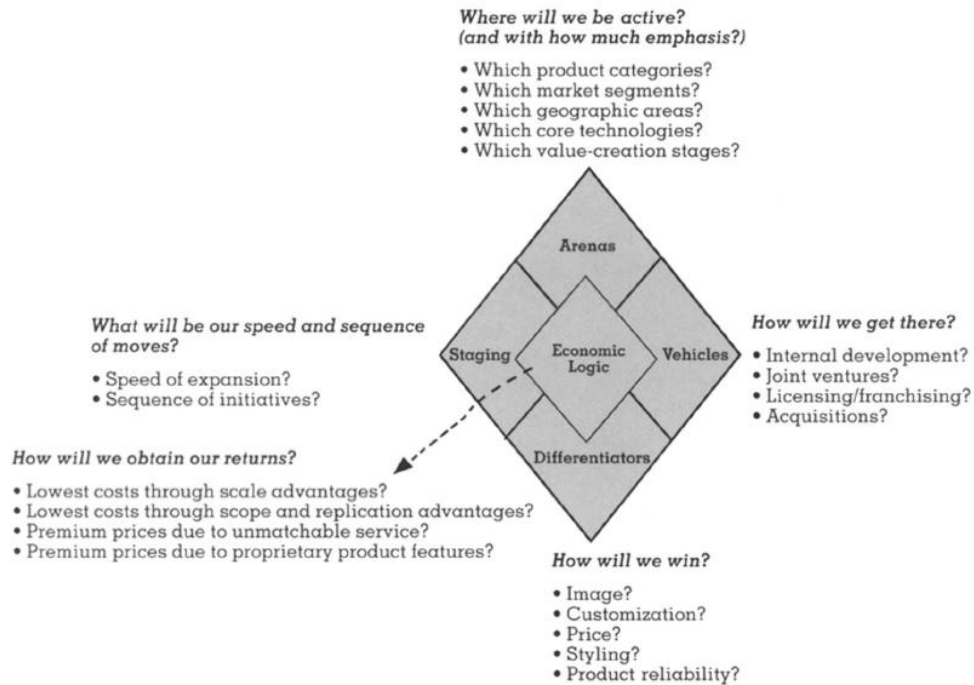 Where will we be active?
(and with how much emphasis?)
• Which product categories?
• Which market segments?
• Which geographic areas?
• Which core technologies?
• Which value-creation stages?
Arenas
What will be our speed and sequence
of moves?
• Speed of expansion?
• Sequence of initiatives?
Staging
Economic
Logic
Vehicles
How will we get there?
• Internal development?
• Joint ventures?
• Licensing/franchising?
• Acquisitions?
Differentiators
How will we obtain our returns?
• Lowest costs through scale advantages?
• Lowest costs through scope and replication advantages?
• Premium prices due to unmatchable service?
• Premium prices due to proprietary product features?
How will we win?
• Image?
• Customization?
• Price?
• Styling?
• Product reliability?